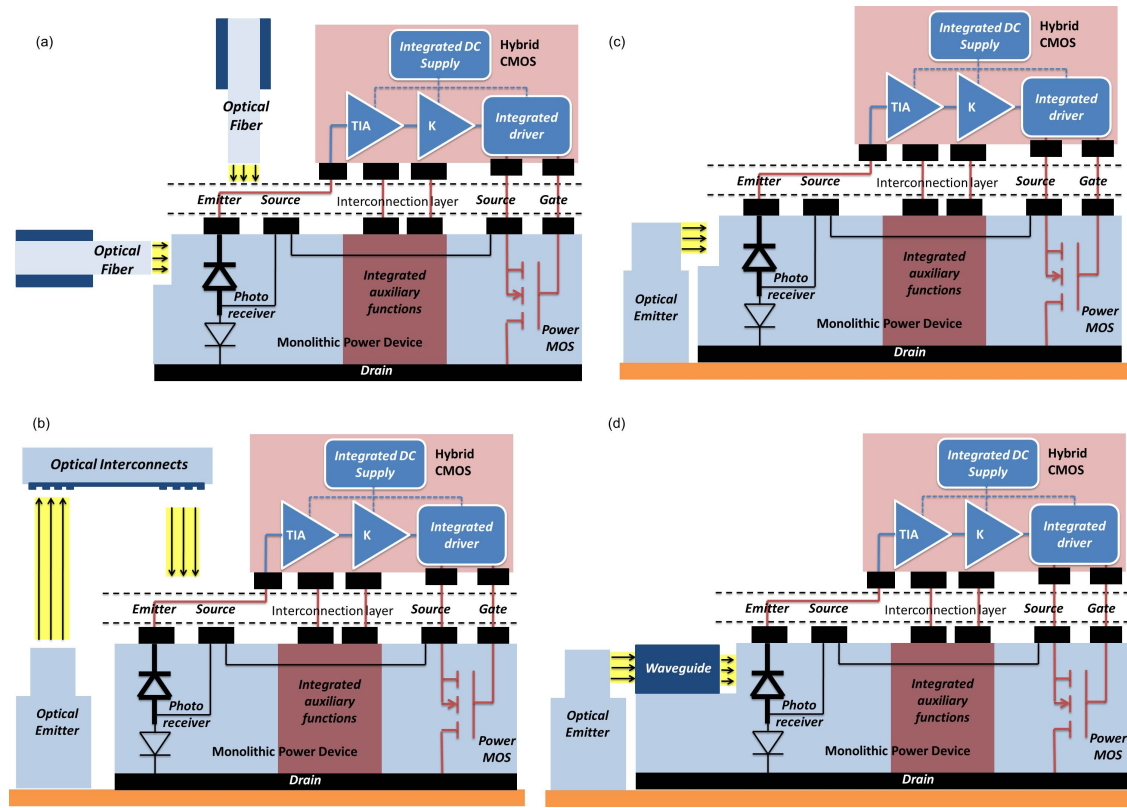 (a)
Optical
Fiber
Integrated DC
Supply
Hybrid
CMOS
TIA
K
Integrated
driver
Emitter
Source
Interconnection layer
Source
Gate
Optical
Fiber
Photo
receiver
Integrated
auxiliary
functions
Power
MOS
Monolithic Power Device
Drain
(c)
Integrated DC
Supply
Hybrid
CMOS
TIA
K
Integrated
driver
Emitter
Source
Interconnection layer
Source
Gate
Optical
Emitter
Photo
receiver
Integrated
auxiliary
functions
Power
MOS
Monolithic Power Device
Drain
(b)
Optical Interconnects
Integrated DC
Supply
Hybrid
CMOS
TIA
K
Integrated
driver
Emitter
Source
Interconnection layer
Source
Gate
Optical
Emitter
Photo
receiver
Integrated
auxiliary
functions
Power
MOS
Monolithic Power Device
Drain
(d)
Integrated DC
Supply
Hybrid
CMOS
TIA
K
Integrated
driver
Emitter
Source
Interconnection layer
Source
Gate
Waveguide
Optical
Emitter
Photo
receiver
Integrated
auxiliary
functions
Power
MOS
Monolithic Power Device
Drain